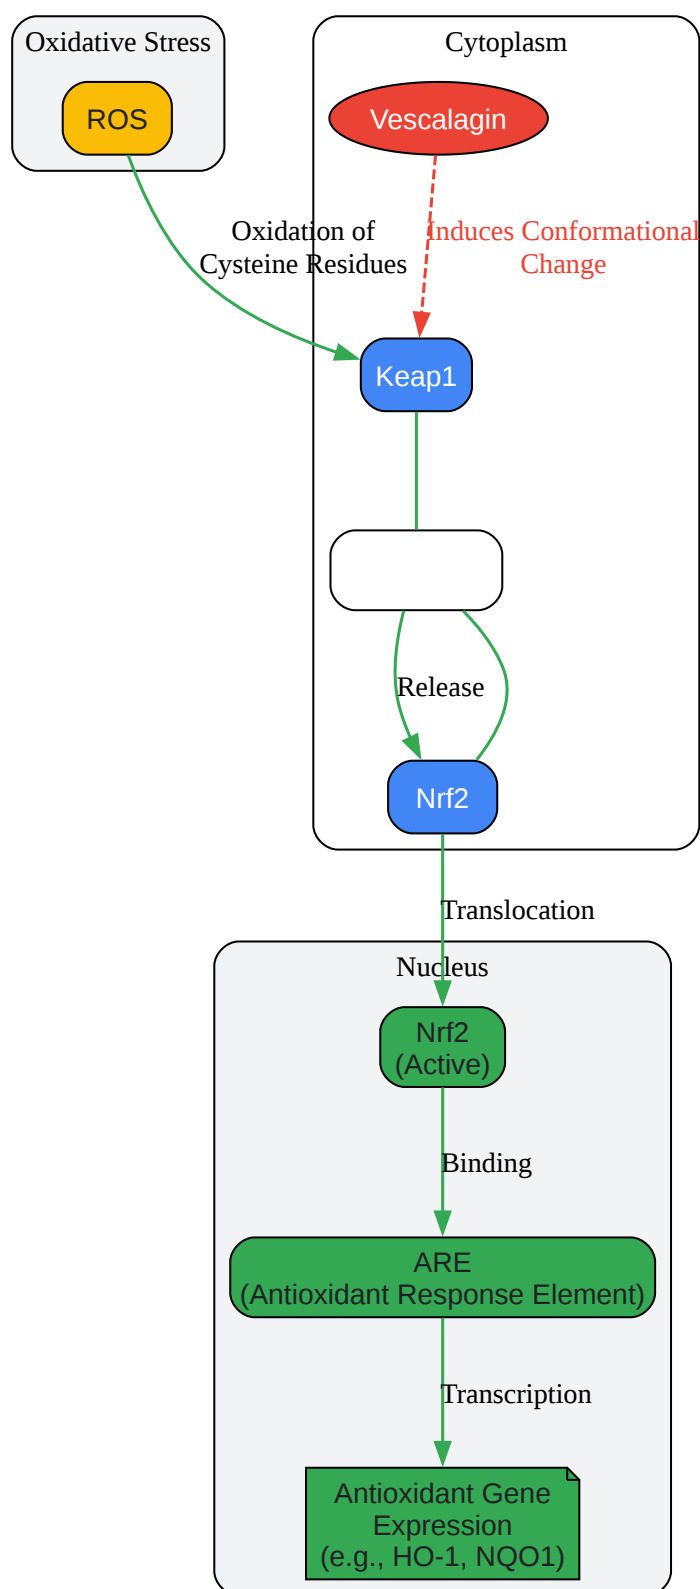 Oxidative Stress
Cytoplasm
ROS
Vescalagin
Oxidation of
Cysteine Residues
Induces Conformational
Change
Keap1
Release
Nrf2
Translocation
Nucleus
Nrf2
(Active)
Binding
ARE
(Antioxidant Response Element)
Transcription
Antioxidant Gene
Expression
(e.g., HO-1, NQO1)